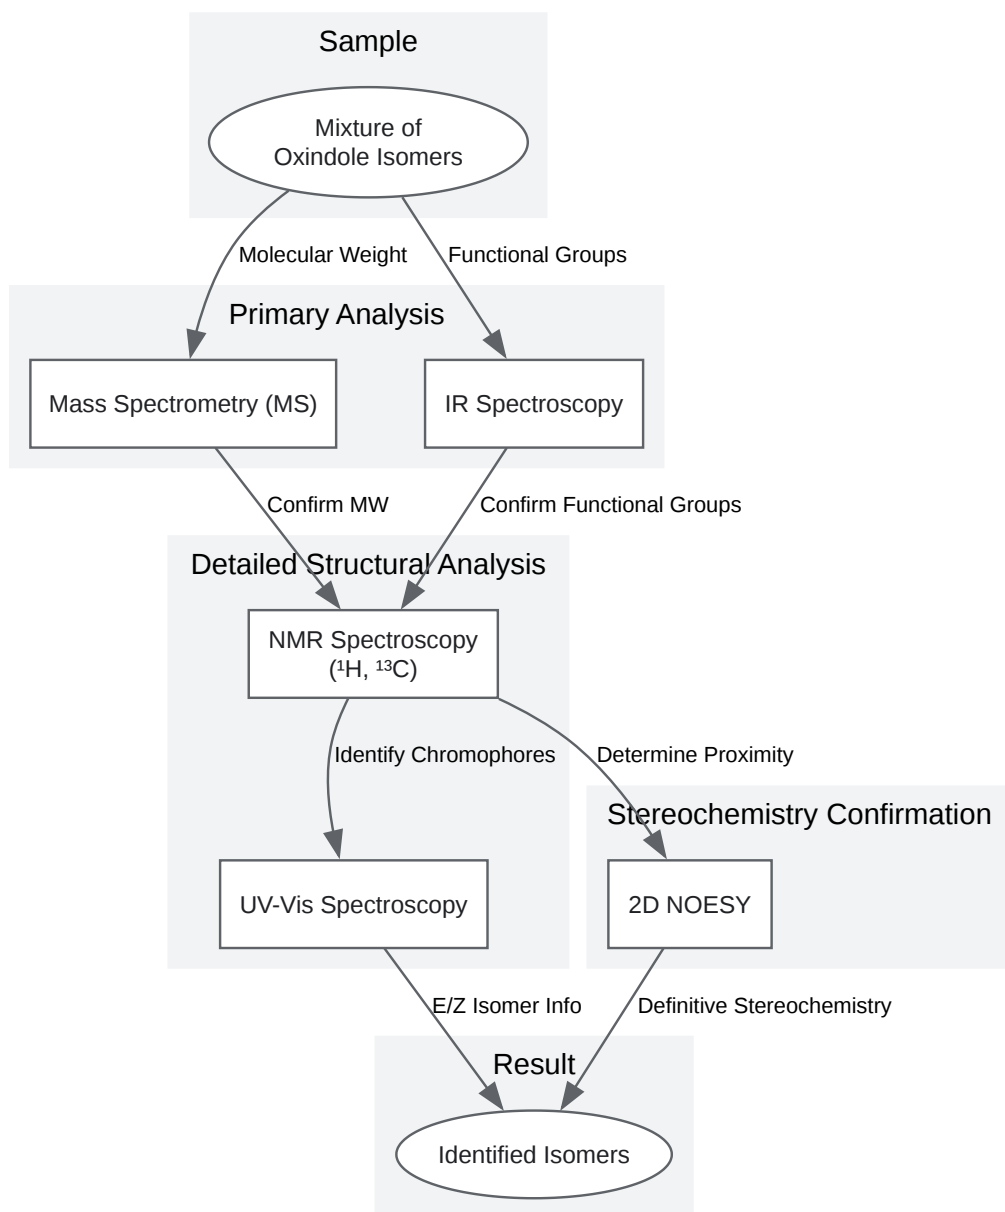 Sample
Mixture of
Oxindole Isomers
Molecular Weight
Functional Groups
Primary Analysis
Mass Spectrometry (MS)
IR Spectroscopy
Confirm MW
Confirm Functional Groups
Detailed Structural Analysis
NMR Spectroscopy
(¹H, ¹³C)
Identify Chromophores
Determine Proximity
Stereochemistry Confirmation
UV-Vis Spectroscopy
2D NOESY
E/Z Isomer Info
Definitive Stereochemistry
Result
Identified Isomers